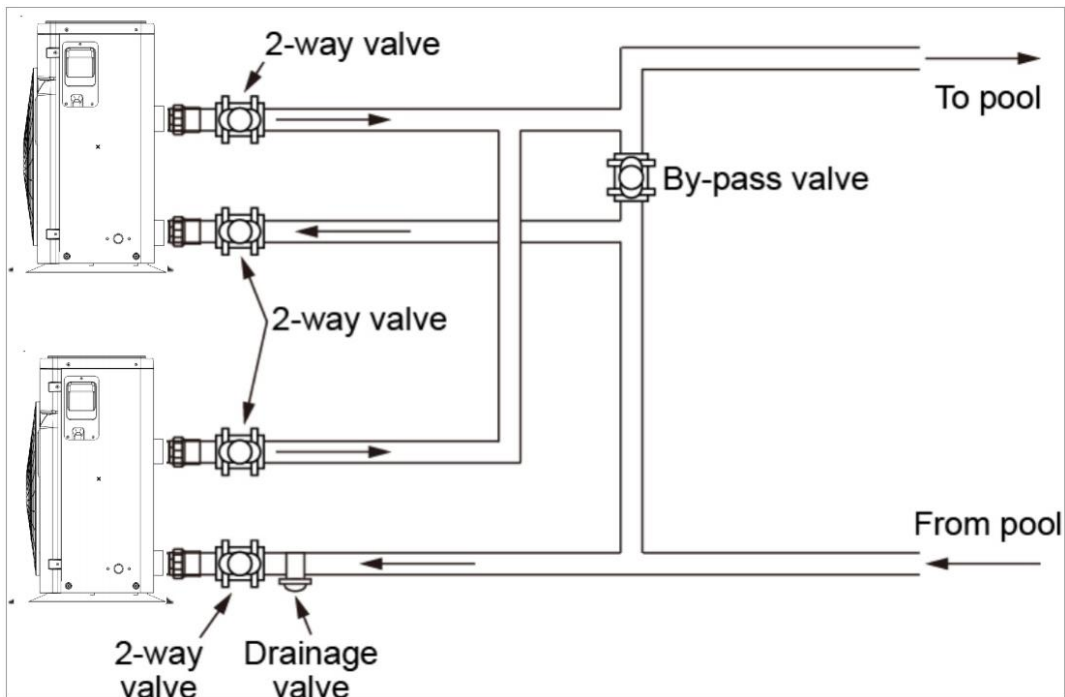 2-way valve
To pool
By-pass valve
2-way valve
From pool
2-way
valve
Drainage
valve